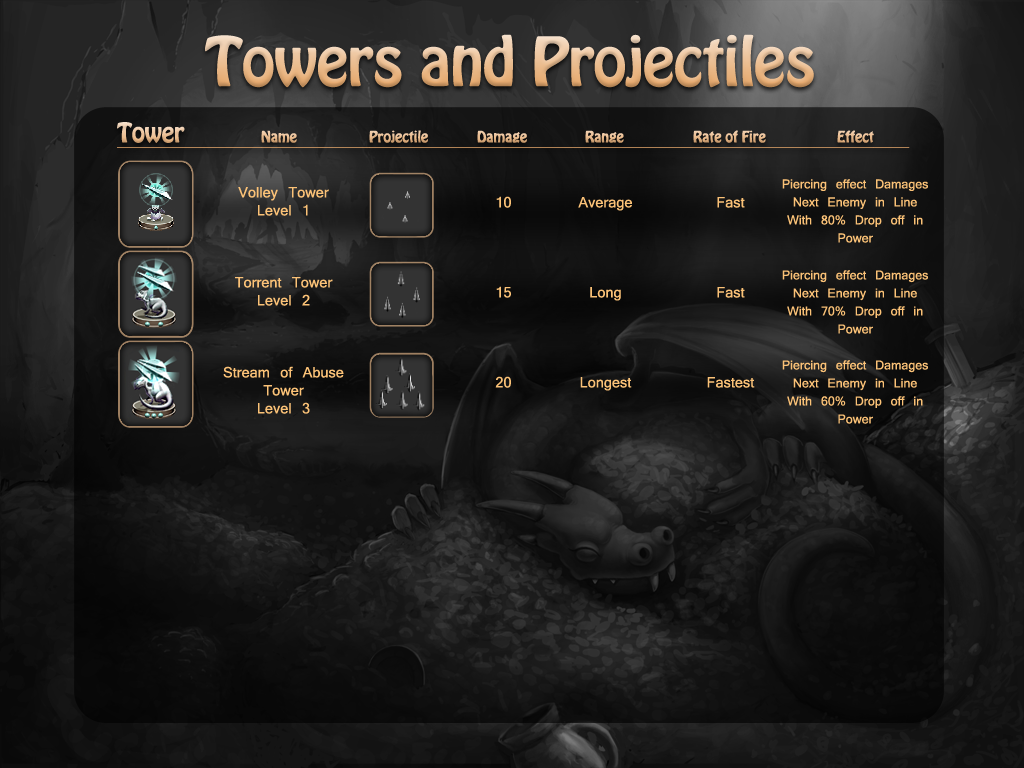 Towers and Projectiles
Tower Name Projectile Damage Range Rate of Fire Effect
Volley Tower
Level 1
10 Average Fast
Piercing effect Damages
Next Enemy in Line
With 80% Drop off in
Power
Torrent Tower
Level 2
15 Long Fast
Piercing effect Damages
Next Enemy in Line
With 70% Drop off in
Power
Stream of Abuse
Tower
Level 3
20 Longest Fastest
Piercing effect Damages
Next Enemy in Line
With 60% Drop off in
Power